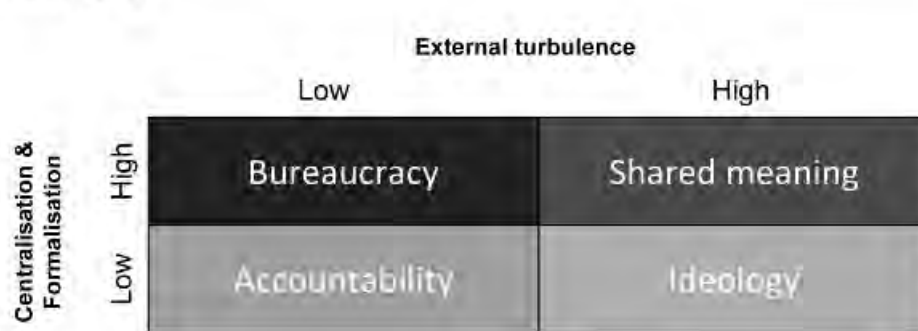 External turbulence
Low High
Centralisation &
Formalisation
High
Bureaucracy Shared meaning
Low
Accountability Ideology